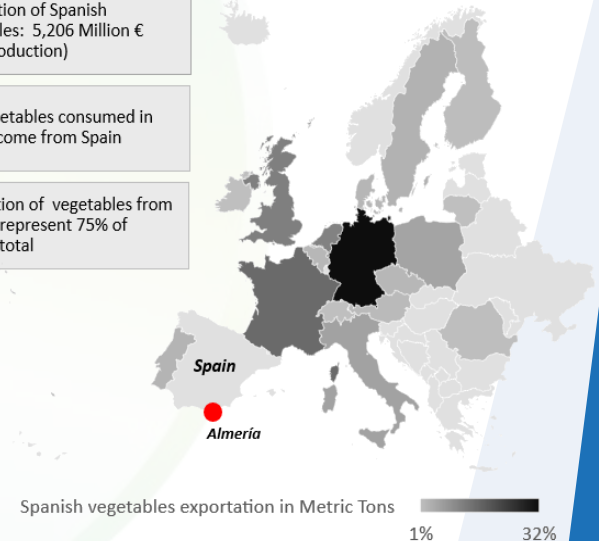 tion of Spanish
les: 5,206 Million €
oduction)
etables consumed in
come from Spain
tion of vegetables from
represent 75% of
total
Spain
Almería
Spanish vegetables exportation in Metric Tons
1%
32%